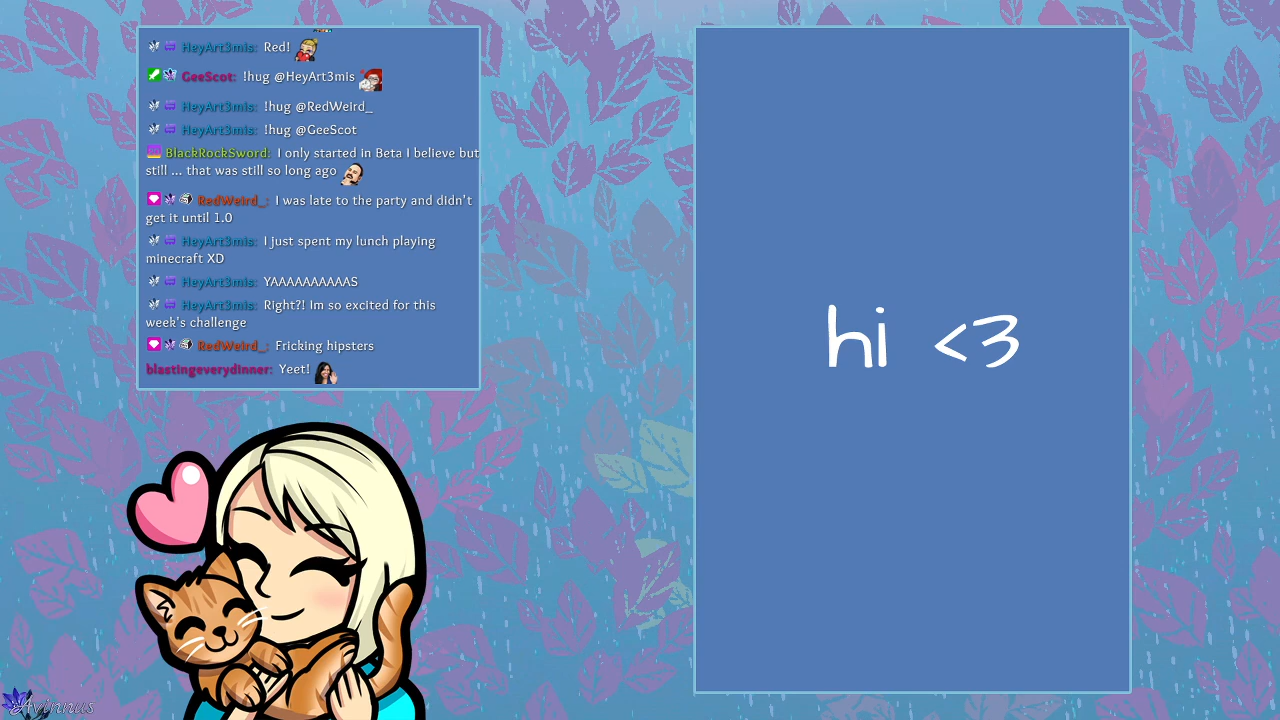 HeyArt3mis: Red!
GeeScot: !hug @HeyArt3mis
HeyArt3mis: !hug @RedWeird_
HeyArt3mis: !hug @GeeScot
BlackRockSword: I only started in Beta I believe but
still ... that was still so long ago
RedWeird_: I was late to the party and didn't
get it until 1.0
HeyArt3mis: I just spent my lunch playing
minecraft XD
HeyArt3mis: YAAAAAAAAAAS
HeyArt3mis: Right?! Im so excited for this
week's challenge
RedWeird_: Fricking hipsters
blastingeverydinner: Yeet!
hi <3
Avinnus